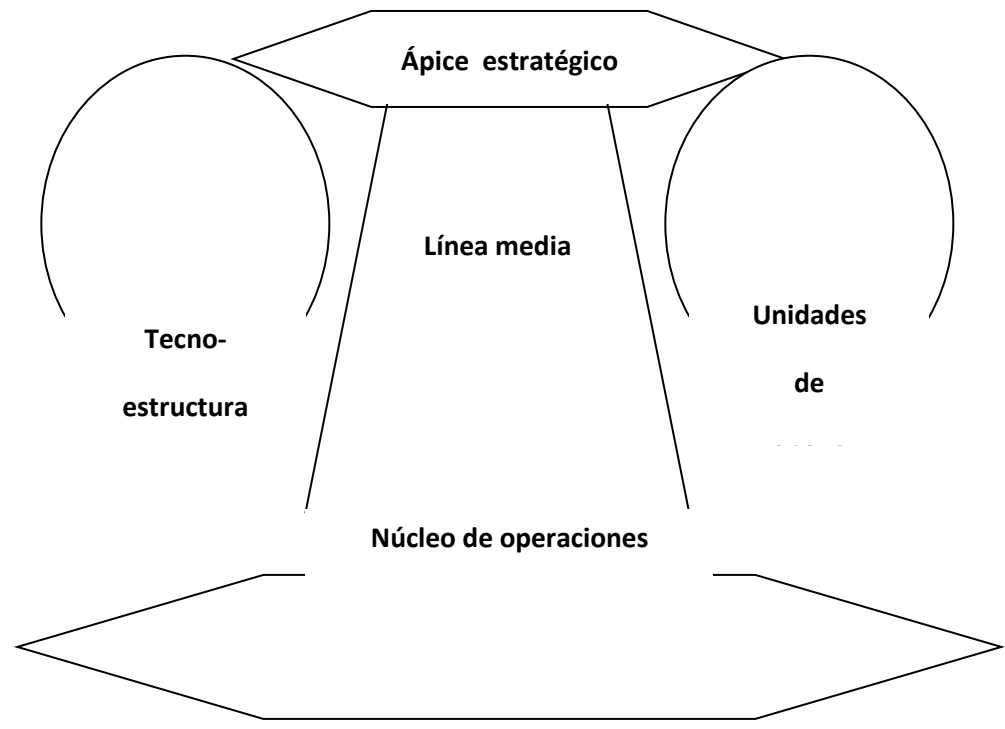 Ápice estratégico
Línea media
Unidades
Tecno-
de
estructura
Núcleo de operaciones